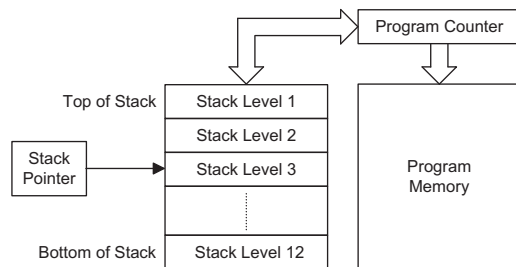 Program Counter
Top of Stack
Stack Level 1
Stack Level 2
Stack
Pointer
Stack Level 3
Program
Memory
Bottom of Stack
Stack Level 12